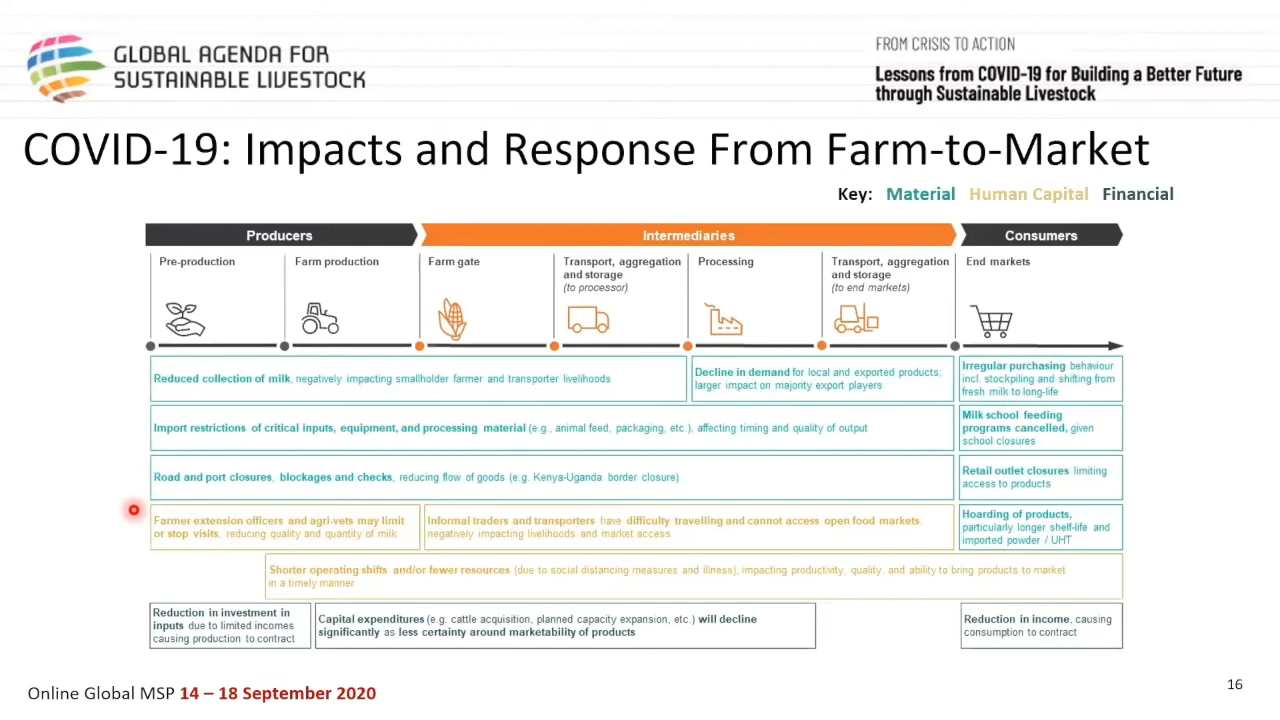 GLOBAL AGENDA FOR
SUSTAINABLE LIVESTOCK
FROM CRISIS TO ACTION
Lessons from COVID-19 for Building a Better Future
through Sustainable Livestock
COVID-19: Impacts and Response From Farm-to-Market
Key: Material Human Capital Financial
Producers
Intermediaries
Consumers
Pre-production
Farm production
Farm gate
Transport, aggregation
and storage
(to processor)
Processing
Transport, aggregation
and storage
(to end markets)
End markets
Reduced collection of milk, negatively impacting smallholder farmer and transporter livelihoods
Decline in demand for local and exported products;
larger impact on majority export players
Irregular purchasing behaviour
incl. stockpiling and shifting from
fresh milk to long-life
Import restrictions of critical inputs, equipment, and processing material (e.g., animal feed, packaging, etc.), affecting timing and quality of output
Milk school feeding
programs cancelled, given
school closures
Road and port closures, blockages and checks, reducing flow of goods (e.g. Kenya-Uganda border closure)
Retail outlet closures limiting
access to products
Farmer extension officers and agri-vets may limit
or stop visits, reducing quality and quantity of milk
Informal traders and transporters have difficulty travelling and cannot access open food markets,
negatively impacting livelihoods and market access
Hoarding of products,
particularly longer shelf-life and
imported powder / UHT
Shorter operating shifts and/or fewer resources (due to social distancing measures and illness), impacting productivity, quality, and ability to bring products to market
in a timely manner
Reduction in investment in
inputs due to limited incomes
causing production to contract
Capital expenditures (e.g. cattle acquisition, planned capacity expansion, etc.) will decline
significantly as less certainty around marketability of products
Reduction in income, causing
consumption to contract
Online Global MSP 14 – 18 September 2020
16